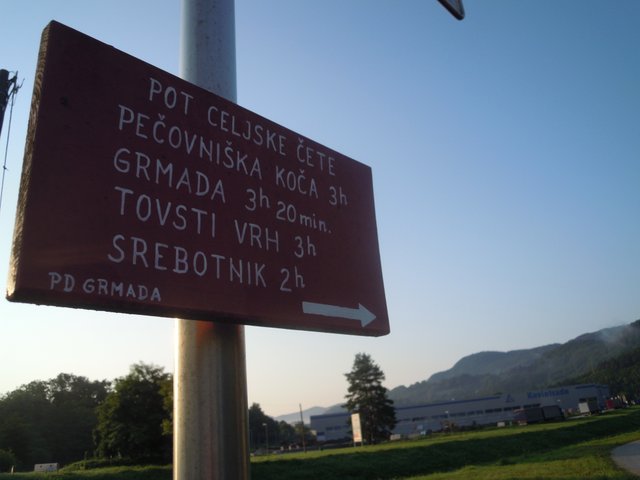 POT CELJSKE ČETE
PEČOVNIŠKA KOČA 3h
GRMADA 3h 20min.
TOVSTI VRH 3h
SREBOTNIK 2h
PD GRMADA